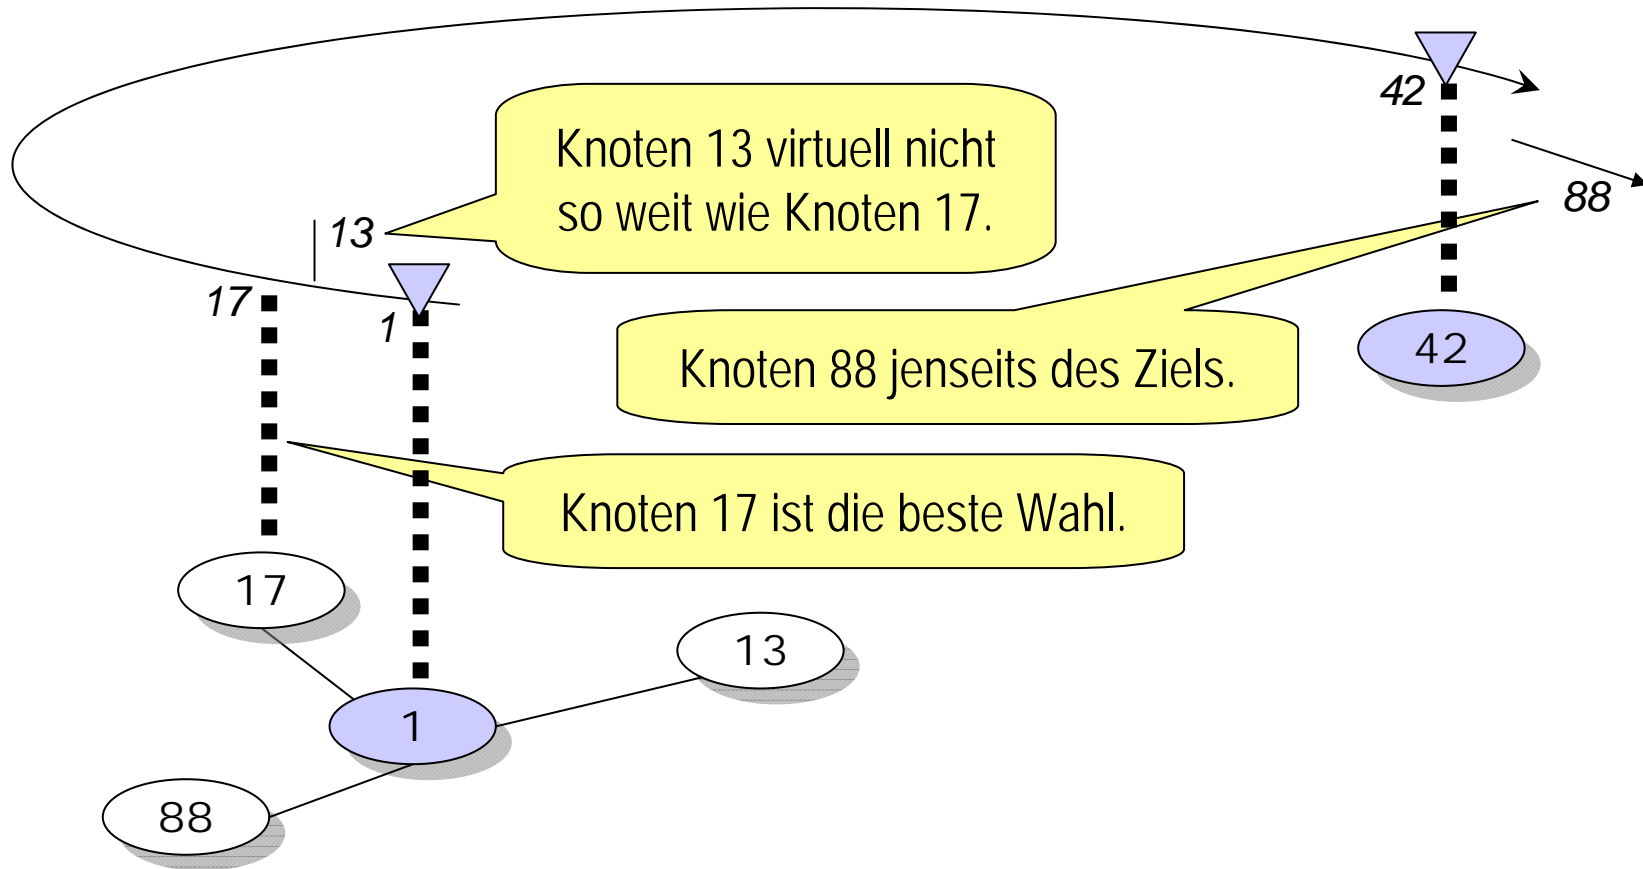 42
Knoten 13 virtuell nicht
so weit wie Knoten 17.
88
13
17
1
Knoten 88 jenseits des Ziels.
42
Knoten 17 ist die beste Wahl.
17
13
1
88